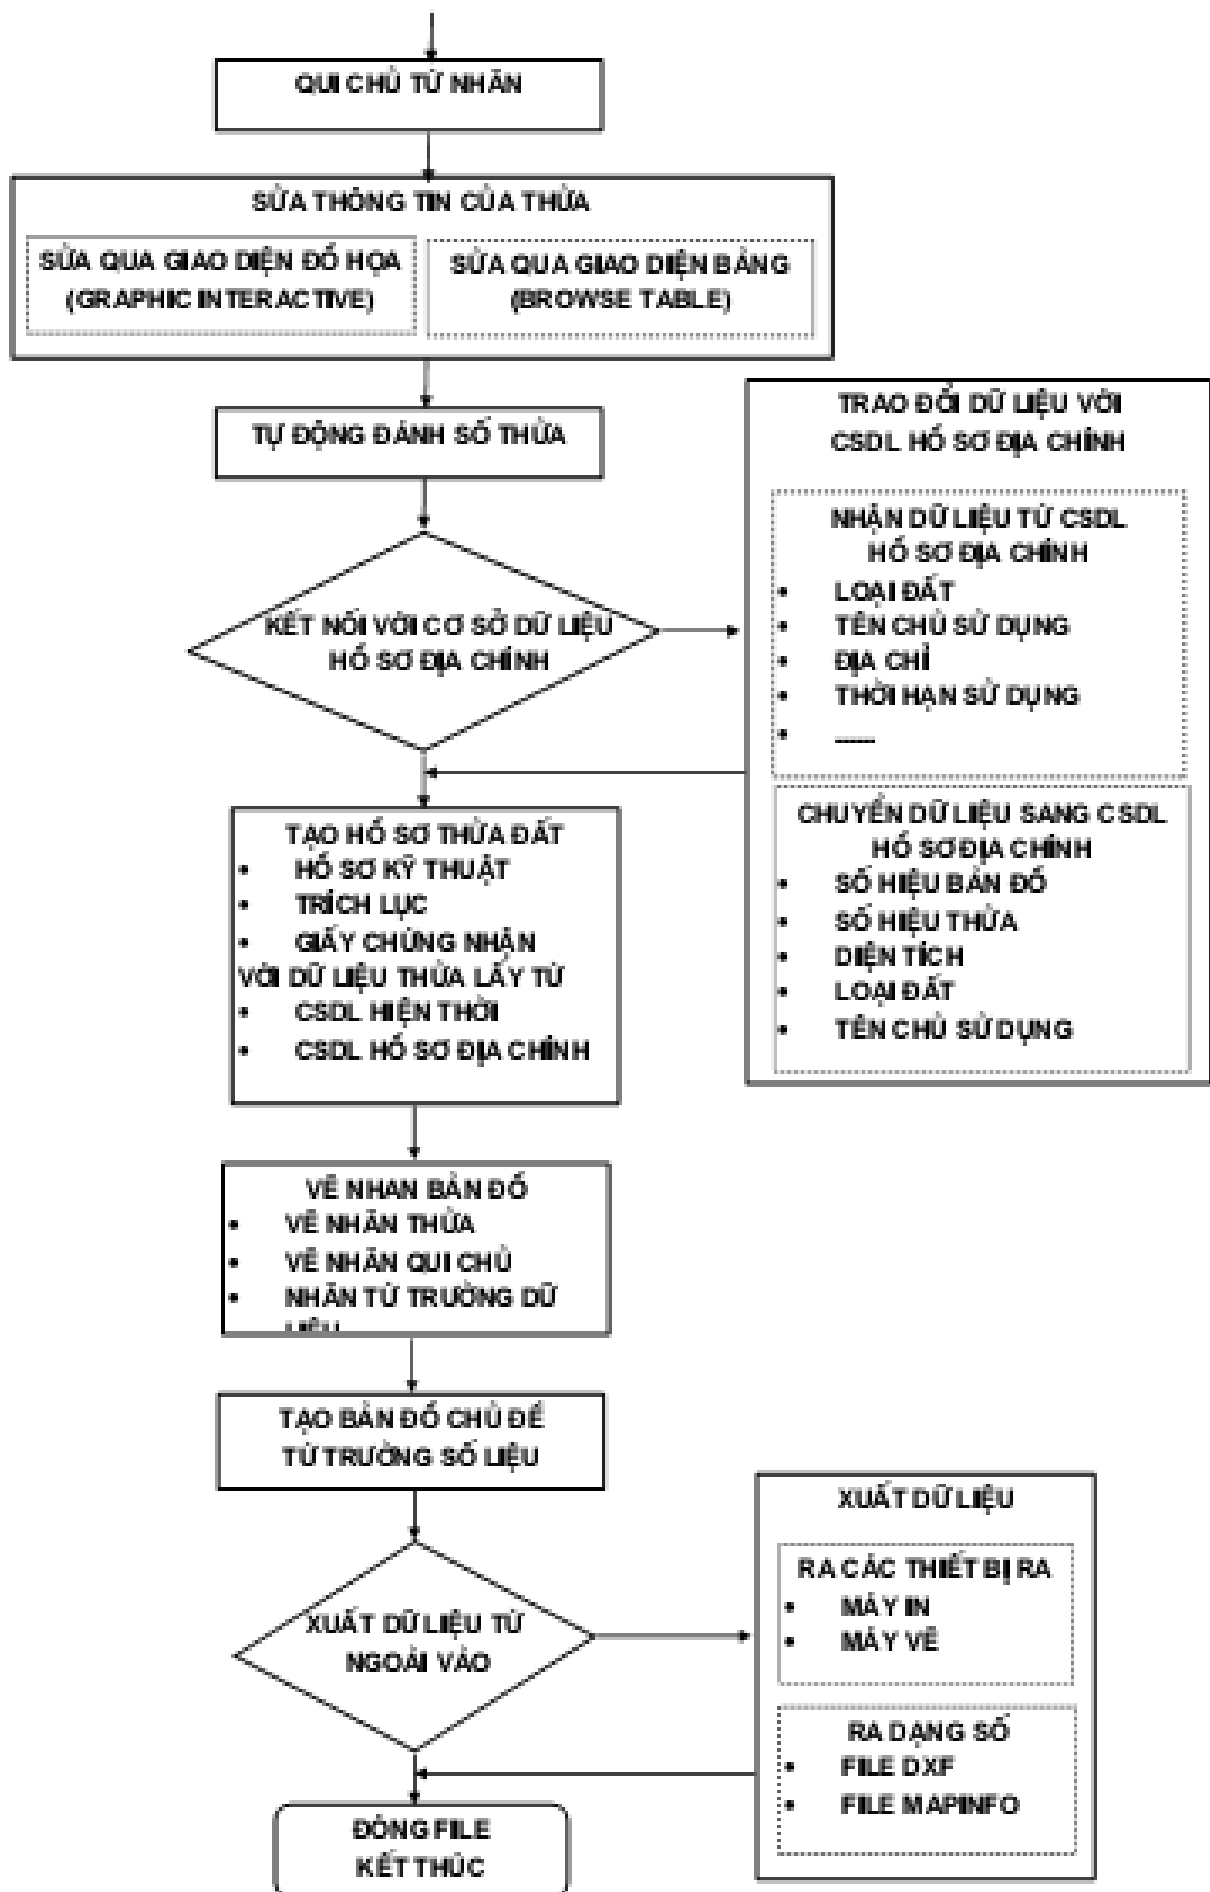 QUI CHỦ TỪ NHÃN
SỬA THÔNG TIN CỦA THỬA
SỬA QUA GIAO DIỆN ĐỒ HỌA
(GRAPHIC INTERACTIVE)
SỬA QUA GIAO DIỆN BẢNG
(BROWSE TABLE)
TỰ ĐỘNG ĐÁNH SỐ THỬA
TRAO ĐỔI DỮ LIỆU VỚI
CSDL HỒ SƠ ĐỊA CHÍNH
NHẬN DỮ LIỆU TỪ CSDL
HỒ SƠ ĐỊA CHÍNH
• LOẠI ĐẤT
• TÊN CHỦ SỬ DỤNG
• ĐỊA CHỈ
• THỜI HẠN SỬ DỤNG
• ......
KẾT NỐI VỚI CƠ SỞ DỮ LIỆU
HỒ SƠ ĐỊA CHÍNH
CHUYỂN DỮ LIỆU SANG CSDL
HỒ SƠ ĐỊA CHÍNH
• SỐ HIỆU BẢN ĐỒ
• SỐ HIỆU THỬA
• DIỆN TÍCH
• LOẠI ĐẤT
• TÊN CHỦ SỬ DỤNG
TẠO HỒ SƠ THỬA ĐẤT
• HỒ SƠ KỸ THUẬT
• TRÍCH LỤC
• GIẤY CHỨNG NHẬN
VỚI DỮ LIỆU THỬA LẤY TỪ
• CSDL HIỆN THỜI
• CSDL HỒ SƠ ĐỊA CHÍNH
VẼ NHAN BẢN ĐỒ
• VẼ NHÃN THỬA
• VẼ NHÃN QUI CHỦ
• NHÃN TỪ TRƯỜNG DỮ
LIỆU
TẠO BẢN ĐỒ CHỦ ĐỀ
TỪ TRƯỜNG SỐ LIỆU
XUẤT DỮ LIỆU TỪ
NGOÀI VÀO
XUẤT DỮ LIỆU
RA CÁC THIẾT BỊ RA
• MÁY IN
• MÁY VẼ
RA DẠNG SỐ
• FILE DXF
• FILE MAPINFO
ĐÓNG FILE
KẾT THÚC